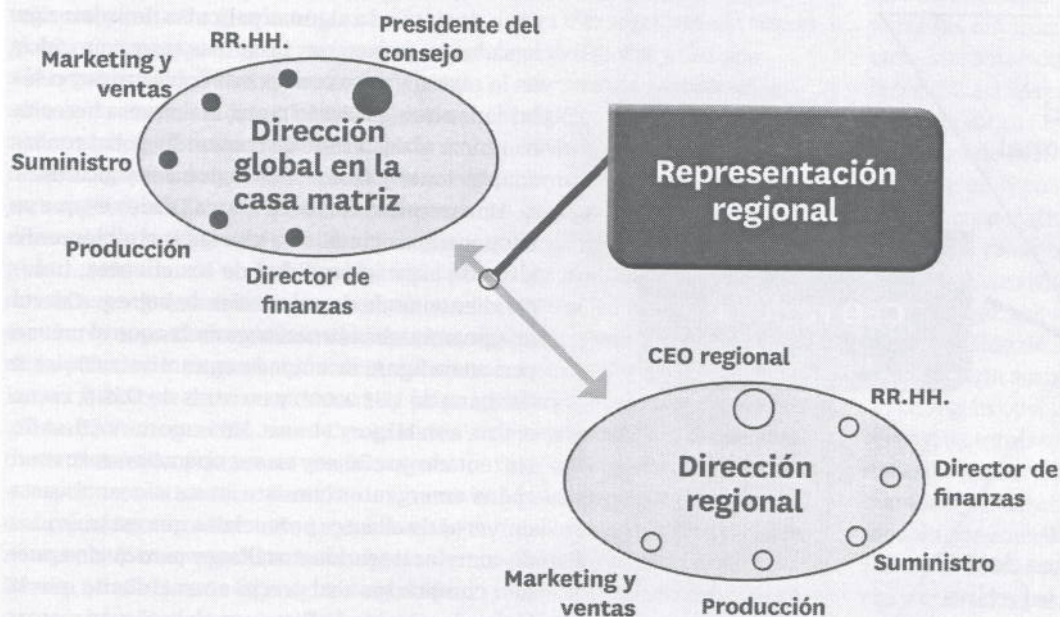 Presidente del
consejo
RR.HH.
Marketing y
ventas
Suministro
Producción
Director de
finanzas
Dirección
global en la
casa matriz
Representación
regional
CEO regional
RR.HH.
Director de
finanzas
Suministro
Producción
Marketing y
ventas
Dirección
regional